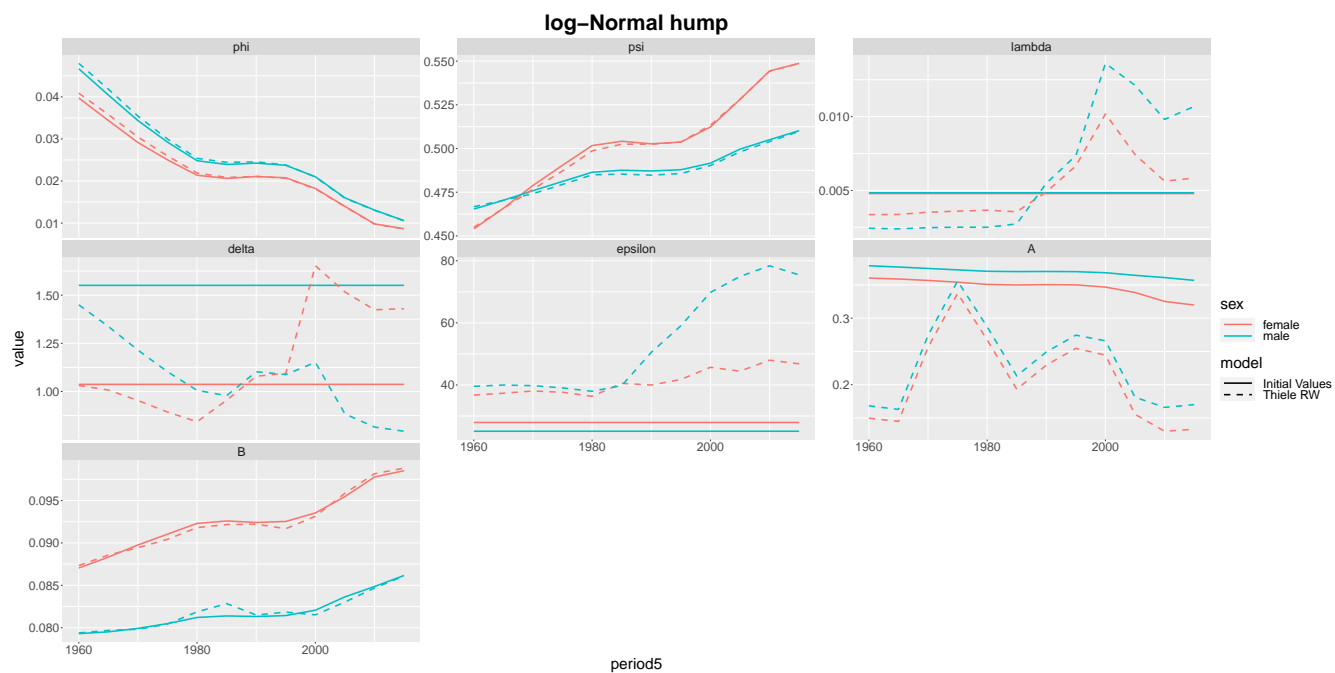 log−Normal hump
phi
psi
lambda
0.04
0.03
0.02
0.01
0.550
0.525
0.500
0.475
0.450
0.010
0.005
delta
epsilon
A
1.50
1.00
80
60
40
0.3
0.2
1960
1980
2000
1960
1980
2000
B
0.095
0.090
0.085
0.080
1960
1980
2000
value
period5
sex
female
male
model
Initial Values
Thiele RW